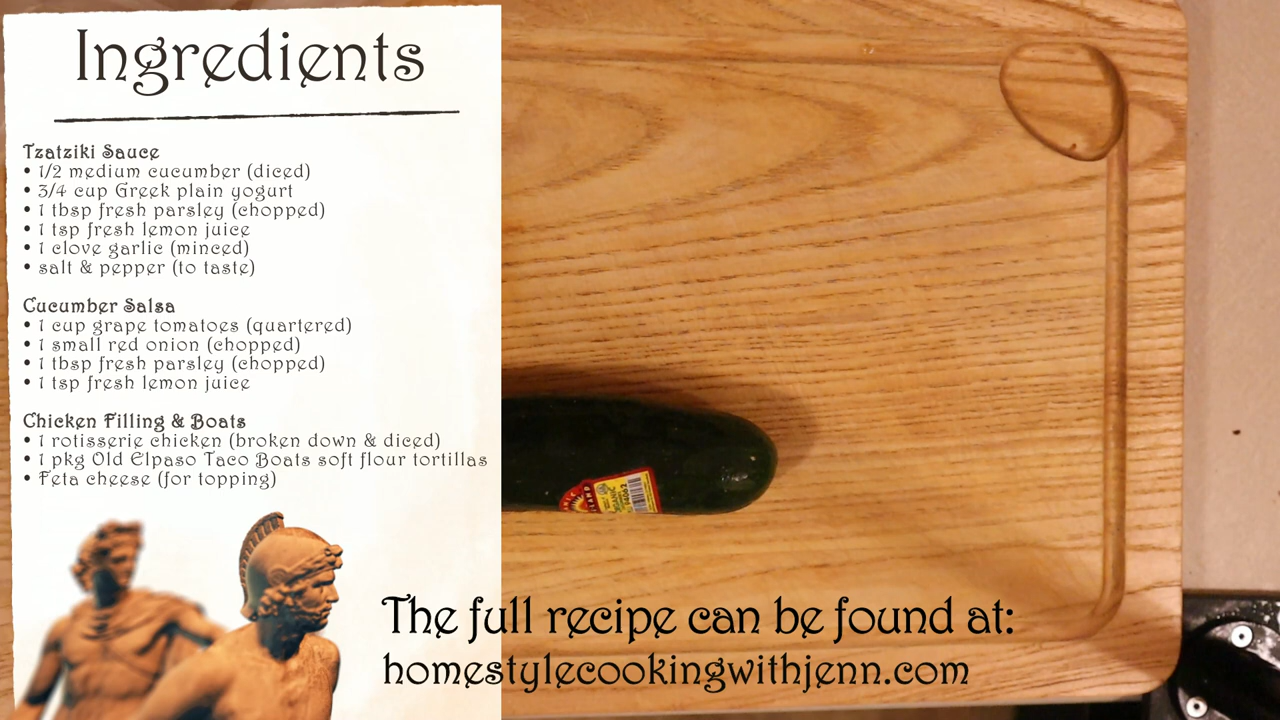 Ingredients
Tzatziki Sauce
• 1/2 medium cucumber (diced)
• 3/4 cup Greek plain yogurt
• 1 tbsp fresh parsley (chopped)
• 1 tsp fresh lemon juice
• 1 clove garlic (minced)
• salt & pepper (to taste)
Cucumber Salsa
• 1 cup grape tomatoes (quartered)
• 1 small red onion (chopped)
• 1 tbsp fresh parsley (chopped)
• 1 tsp fresh lemon juice
Chicken Filling & Boats
• 1 rotisserie chicken (broken down & diced)
• 1 pkg Old Elpaso Taco Boats soft flour tortillas
• Feta cheese (for topping)
ORGANIC
The full recipe can be found at:
homestylecookingwithjenn.com